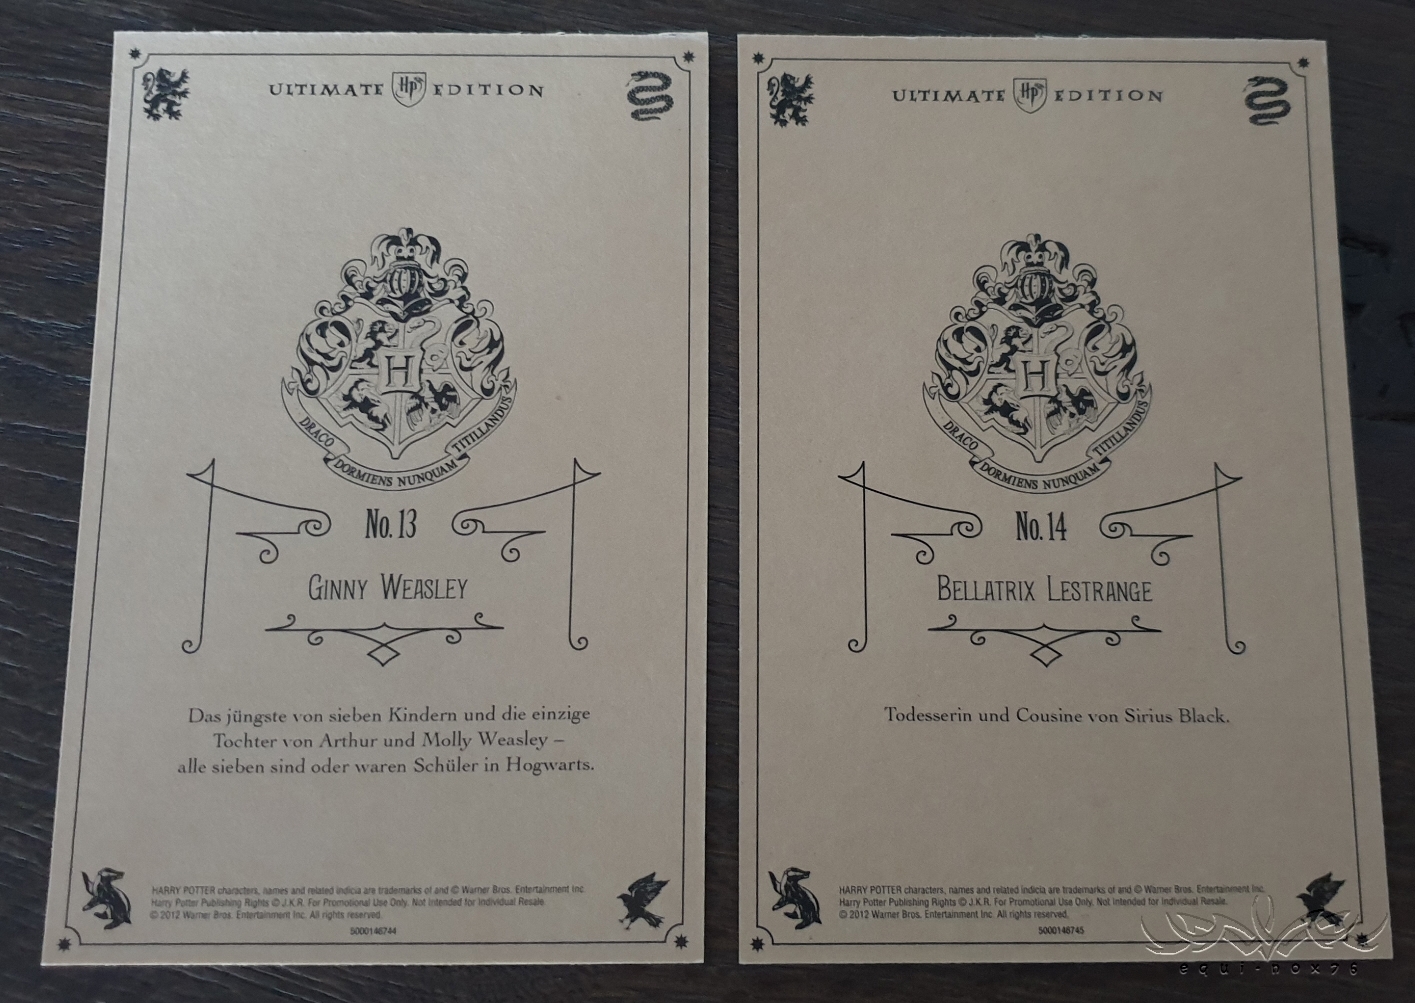 ULTIMATE HP EDITION
H
DRACO DORMIENS NUNQUAM TITILLANDUS
No. 13
GINNY WEASLEY
Das jüngste von sieben Kindern und die einzige
Tochter von Arthur und Molly Weasley –
alle sieben sind oder waren Schüler in Hogwarts.
HARRY POTTER characters, names and related indicia are trademarks of and © Warner Bros. Entertainment Inc.
Harry Potter Publishing Rights © J.K.R. For Promotional Use Only. Not Intended for Individual Resale.
© 2012 Warner Bros. Entertainment Inc. All rights reserved.
5000146744
ULTIMATE HP EDITION
H
DRACO DORMIENS NUNQUAM TITILLANDUS
No. 14
BELLATRIX LESTRANGE
Todesserin und Cousine von Sirius Black.
HARRY POTTER characters, names and related indicia are trademarks of and © Warner Bros. Entertainment Inc.
Harry Potter Publishing Rights © J.K.R. For Promotional Use Only. Not Intended for Individual Resale.
© 2012 Warner Bros. Entertainment Inc. All rights reserved.
5000146745
equi-nox76